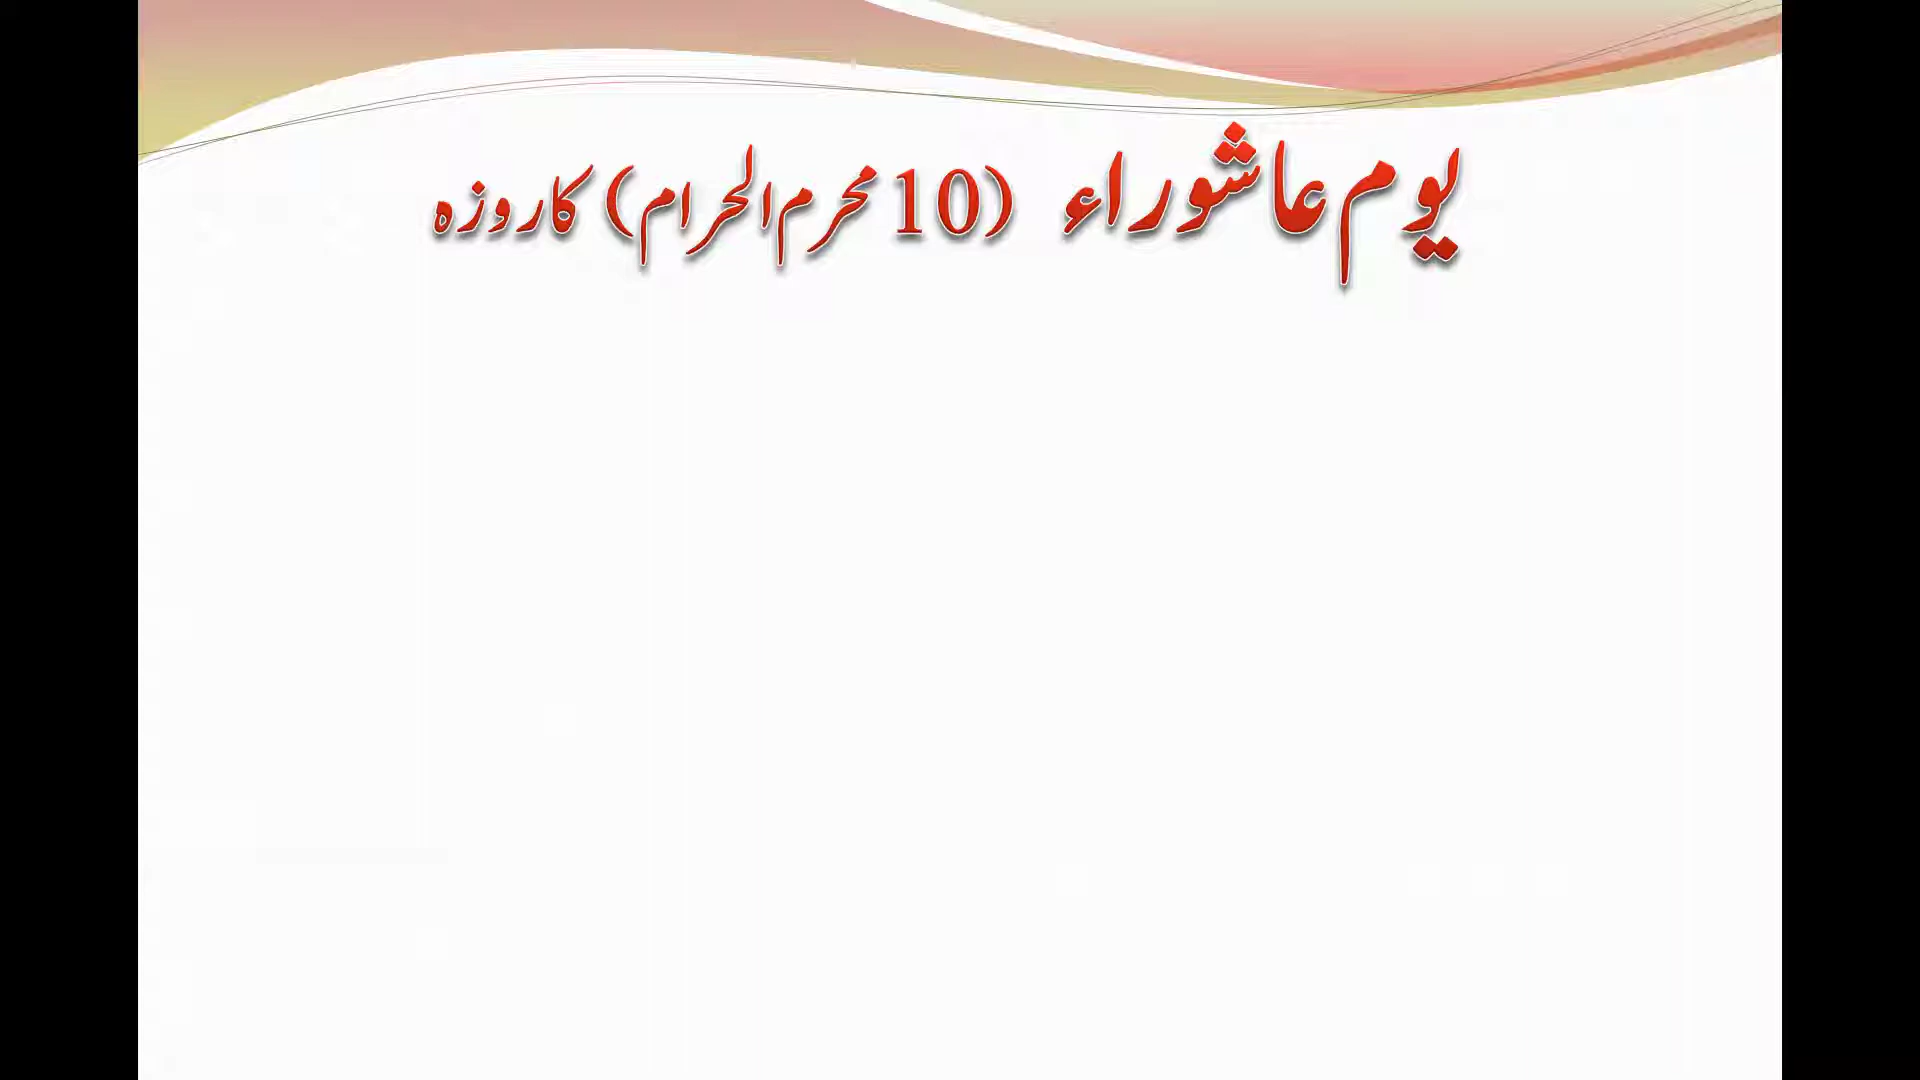 یوم عاشوراء (10 محرم الحرام) کا روزہ